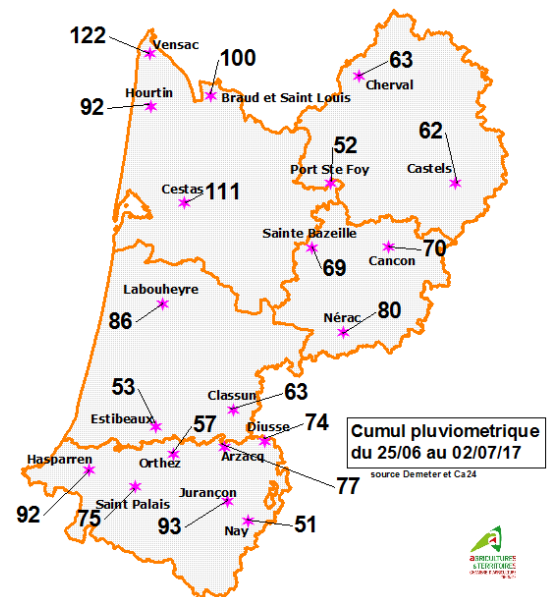 122
Vensac
100
63
Hourtin
Cherval
92
Braud et Saint Louis
52
62
Port Ste Foy
Castels
Cestas
111
Sainte Bazeille
69
Cancon
70
Labouheyre
86
Nérac
80
53
Classun
63
Estibeaux
57
Diusse
74
Cumul pluviometrique
du 25/06 au 02/07/17
source Demeter et Ca24
Hasparren
Orthez
Arzacq
77
92
Saint Palais
75
Jurançon
93
Nay
51
AGRICULTURES
& TERRITOIRES